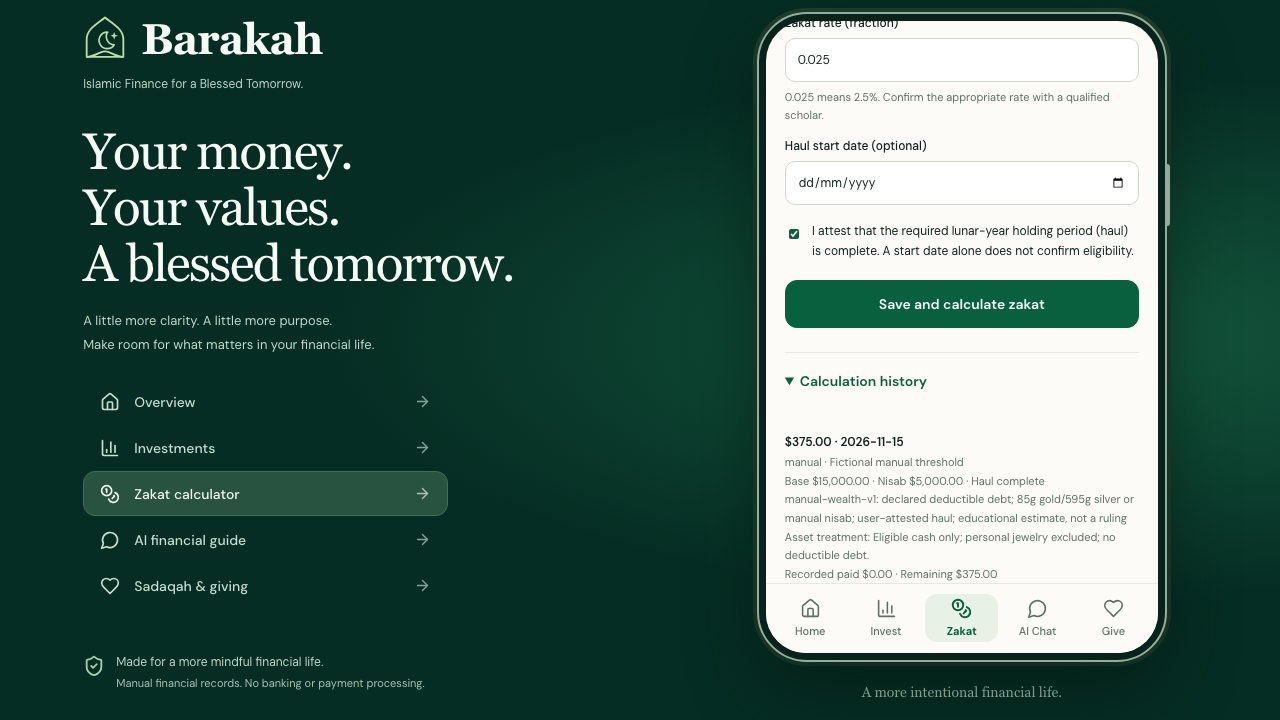 Barakah
Islamic Finance for a Blessed Tomorrow.
Your money.
Your values.
A blessed tomorrow.
A little more clarity. A little more purpose.
Make room for what matters in your financial life.
Overview
Investments
Zakat calculator
AI financial guide
Sadaqah & giving
Made for a more mindful financial life.
Manual financial records. No banking or payment processing.
Zakat rate (fraction)
0.025
0.025 means 2.5%. Confirm the appropriate rate with a qualified
scholar.
Haul start date (optional)
dd/mm/yyyy
I attest that the required lunar-year holding period (haul)
is complete. A start date alone does not confirm eligibility.
Save and calculate zakat
Calculation history
$375.00 · 2026-11-15
manual · Fictional manual threshold
Base $15,000.00 · Nisab $5,000.00 · Haul complete
manual-wealth-v1: declared deductible debt; 85g gold/595g silver or
manual nisab; user-attested haul; educational estimate, not a ruling
Asset treatment: Eligible cash only; personal jewelry excluded; no
deductible debt.
Recorded paid $0.00 · Remaining $375.00
Home
Invest
Zakat
AI Chat
Give
A more intentional financial life.